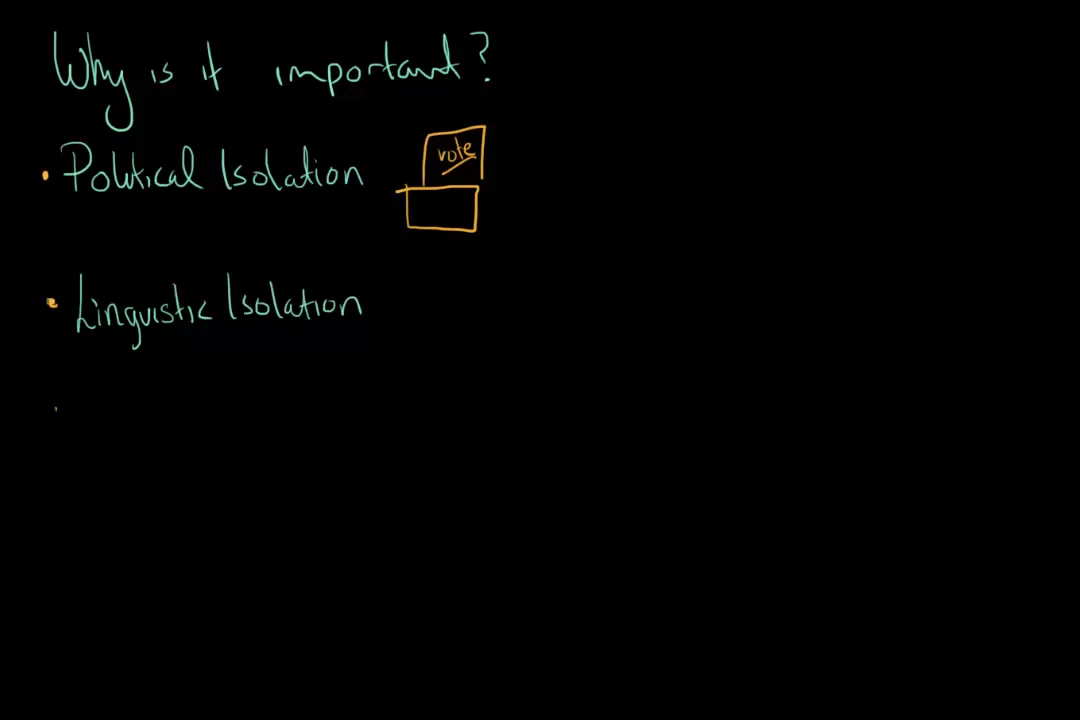 Why is it important?
• Political Isolation
vote
• Linguistic Isolation